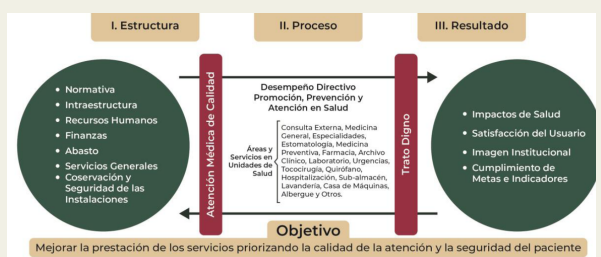 I. Estructura
II. Proceso
III. Resultado
• Normativa
• Intraestructura
• Recursos Humanos
• Finanzas
• Abasto
• Servicios Generales
• Coservación y
Seguridad de las
Instalaciones
Atención Médica de Calidad
Desempeño Directivo
Promoción, Prevención y
Atención en Salud
Áreas y
Servicios en
Unidades de
Salud
Consulta Externa, Medicina
General, Especialidades,
Estomatología, Medicina
Preventiva, Farmacia, Archivo
Clínico, Laboratorio, Urgencias,
Tococirugía, Quirófano,
Hospitalización, Sub-almacén,
Lavandería, Casa de Máquinas,
Albergue y Otros.
Trato Digno
• Impactos de Salud
• Satisfacción del Usuario
• Imagen Institucional
• Cumplimiento de
Metas e Indicadores
Objetivo
Mejorar la prestación de los servicios priorizando la calidad de la atención y la seguridad del paciente